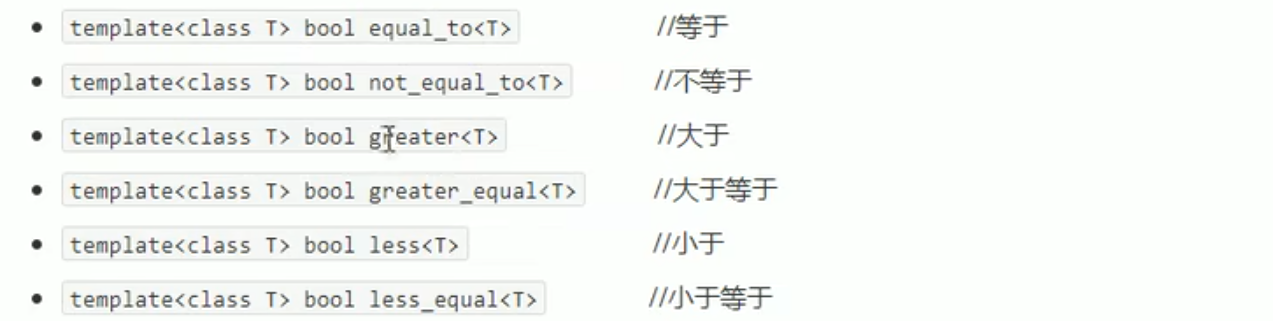 template<class T> bool equal_to<T> //等于
template<class T> bool not_equal_to<T> //不等于
template<class T> bool greater<T> //大于
template<class T> bool greater_equal<T> //大于等于
template<class T> bool less<T> //小于
template<class T> bool less_equal<T> //小于等于